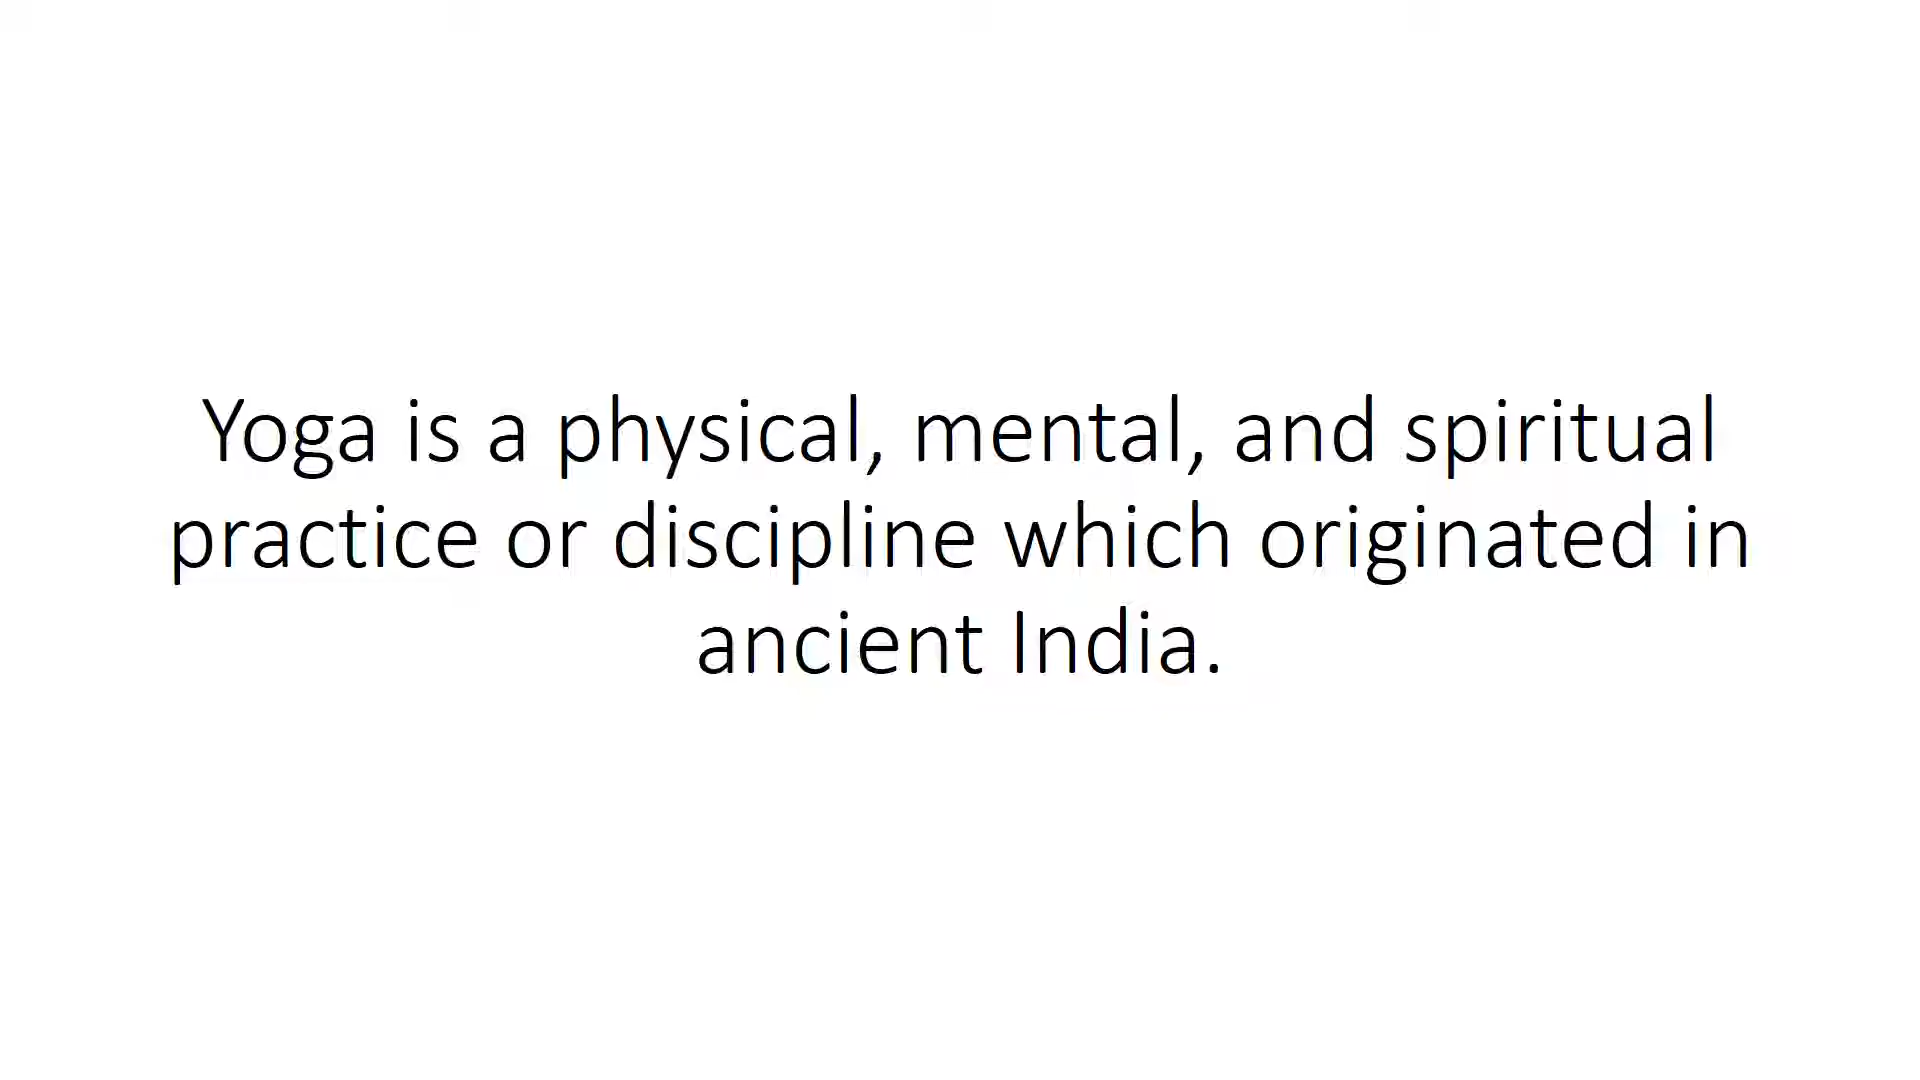 Yoga is a physical, mental, and spiritual
practice or discipline which originated in
ancient India.